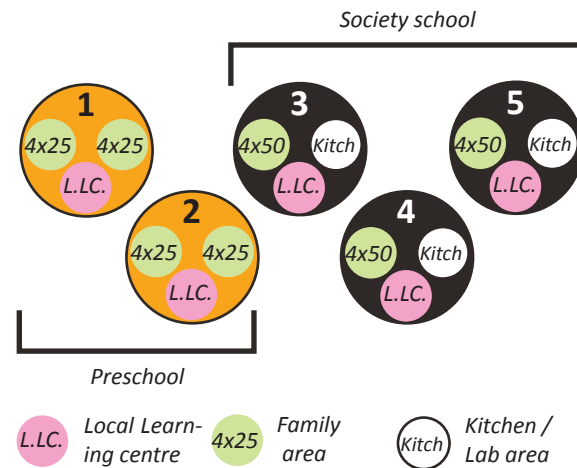 Society school
1
4x25 4x25
L.LC.
3
4x50 Kitch
L.LC.
5
4x50 Kitch
L.LC.
2
4x25 4x25
L.LC.
4
4x50 Kitch
L.LC.
Preschool
L.LC.
Local Learn-
ing centre
4x25
Family
area
Kitch
Kitchen /
Lab area